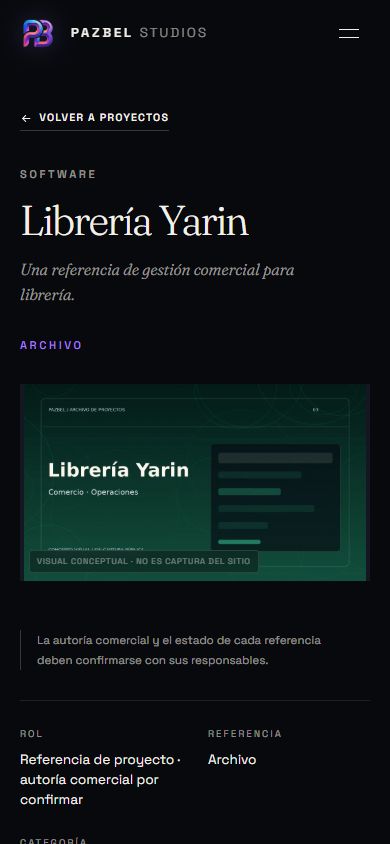 PAZBEL STUDIOS
← VOLVER A PROYECTOS
SOFTWARE
Librería Yarin
Una referencia de gestión comercial para
librería.
ARCHIVO
PAZBEL / ARCHIVO DE PROYECTOS
Librería Yarin
Comercio · Operaciones
VISUAL CONCEPTUAL · NO ES CAPTURA DEL SITIO
La autoría comercial y el estado de cada referencia
deben confirmarse con sus responsables.
ROL
Referencia de proyecto ·
autoría comercial por
confirmar
REFERENCIA
Archivo
CATEGORÍA